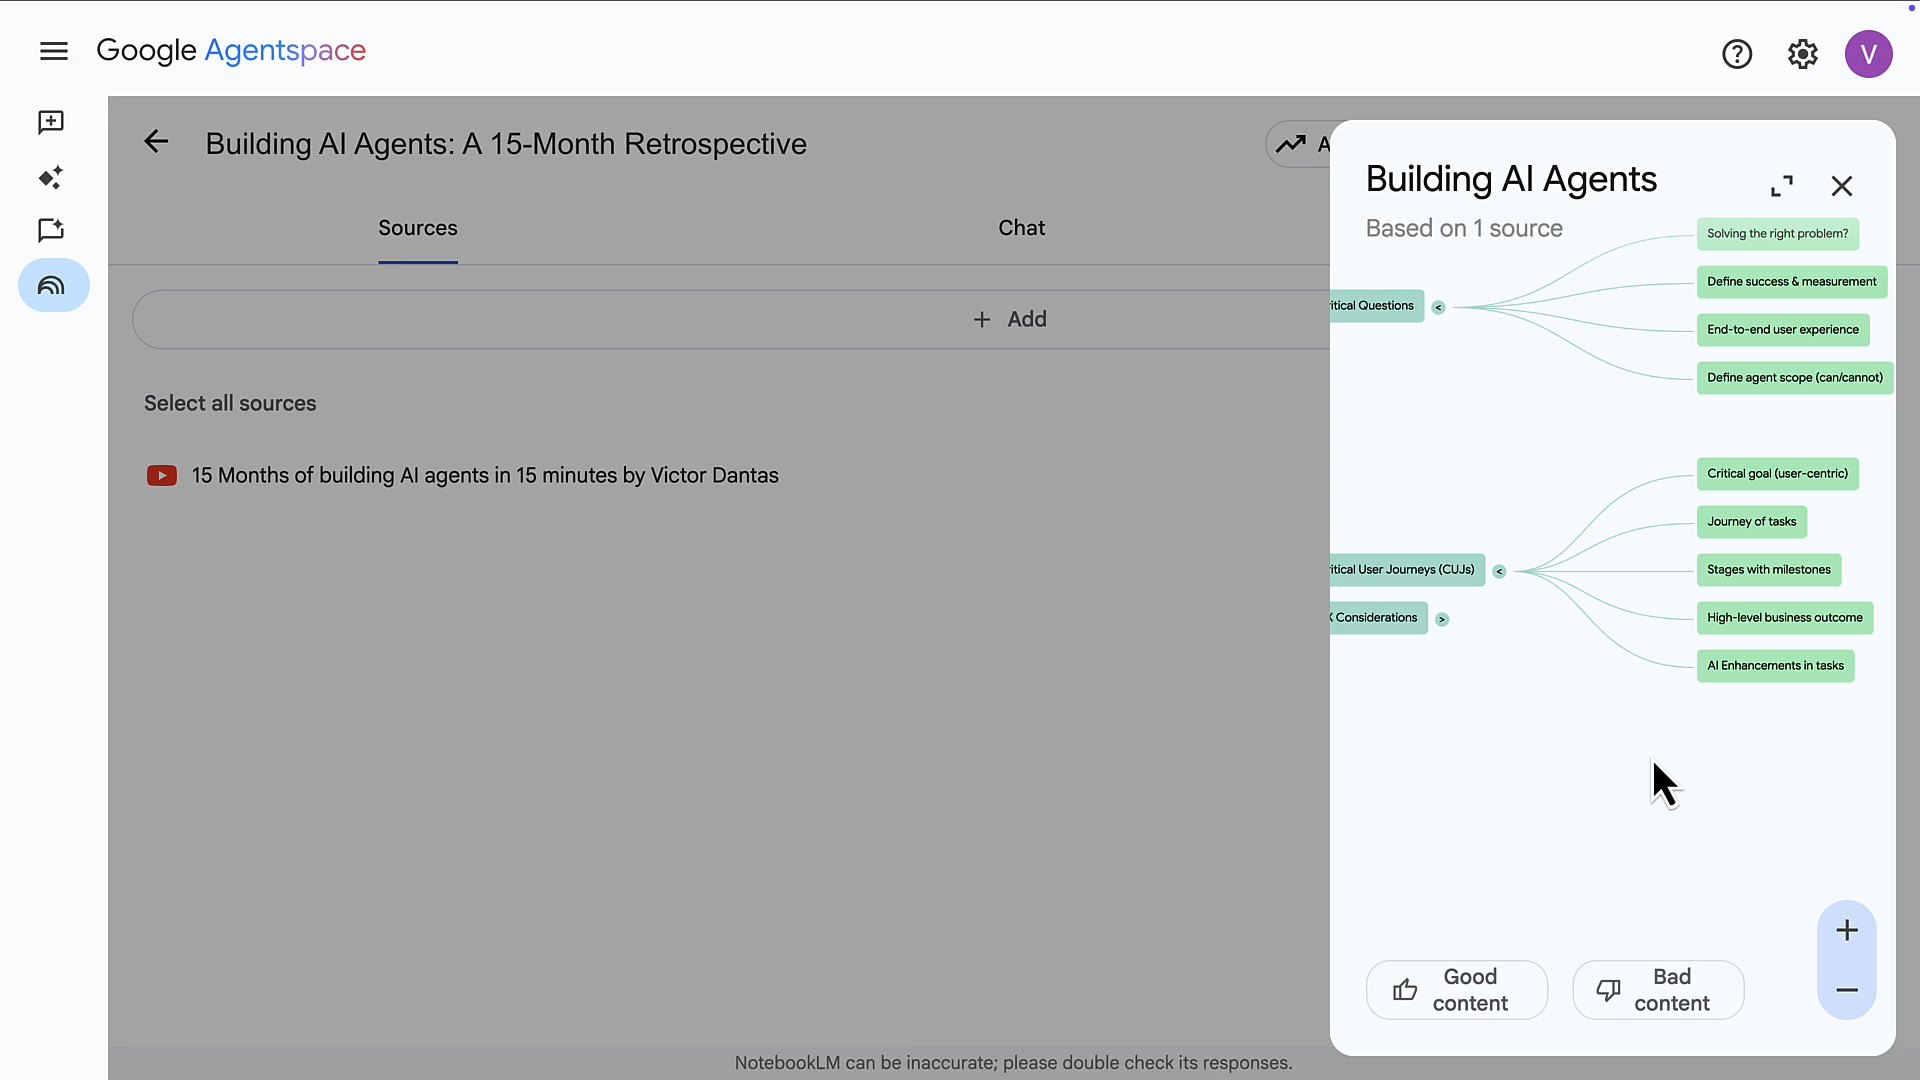 Google Agentspace
V
Building AI Agents: A 15-Month Retrospective
A
Sources
Chat
+ Add
Select all sources
15 Months of building AI agents in 15 minutes by Victor Dantas
Building AI Agents
Based on 1 source
Solving the right problem?
Define success & measurement
itical Questions <
End-to-end user experience
Define agent scope (can/cannot)
Critical goal (user-centric)
Journey of tasks
itical User Journeys (CUJs) <
Stages with milestones
X Considerations >
High-level business outcome
AI Enhancements in tasks
Good
content
Bad
content
NotebookLM can be inaccurate; please double check its responses.